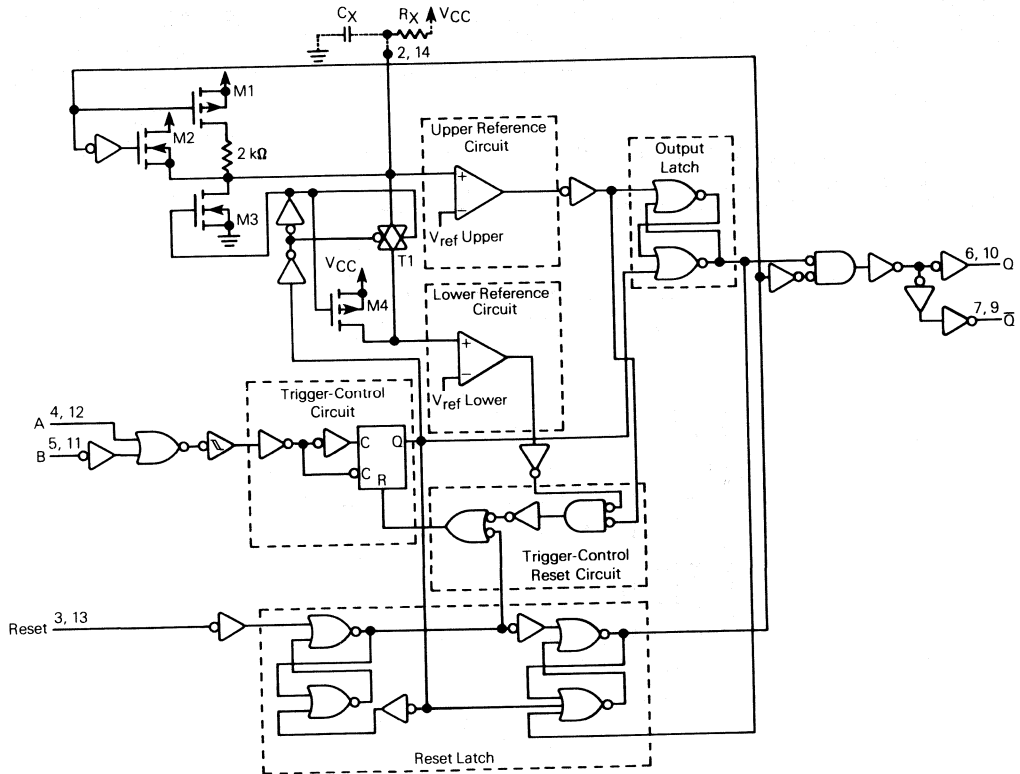 CX
RX
VCC
2, 14
M1
M2
2 kΩ
M3
Upper Reference
Circuit
+
−
Vref Upper
T1
Output
Latch
VCC
M4
Lower Reference
Circuit
+
−
Vref Lower
6, 10
Q
7, 9
Q̅
Trigger-Control
Circuit
A
4, 12
B
5, 11
C
Q
C
R
Trigger-Control
Reset Circuit
Reset
3, 13
Reset Latch